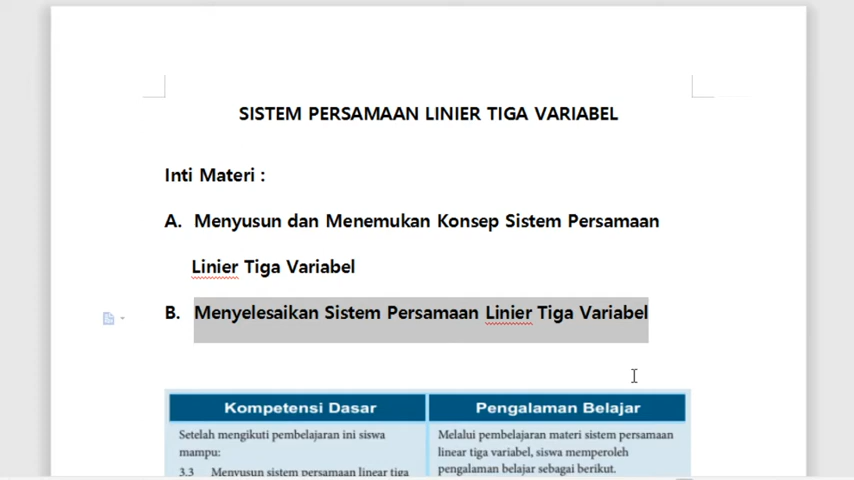 SISTEM PERSAMAAN LINIER TIGA VARIABEL
Inti Materi :
A. Menyusun dan Menemukan Konsep Sistem Persamaan
Linier Tiga Variabel
B. Menyelesaikan Sistem Persamaan Linier Tiga Variabel
Kompetensi Dasar
Setelah mengikuti pembelajaran ini siswa
mampu:
3.3 Menyusun sistem persamaan linear tiga
Pengalaman Belajar
Melalui pembelajaran materi sistem persamaan
linear tiga variabel, siswa memperoleh
pengalaman belajar sebagai berikut.